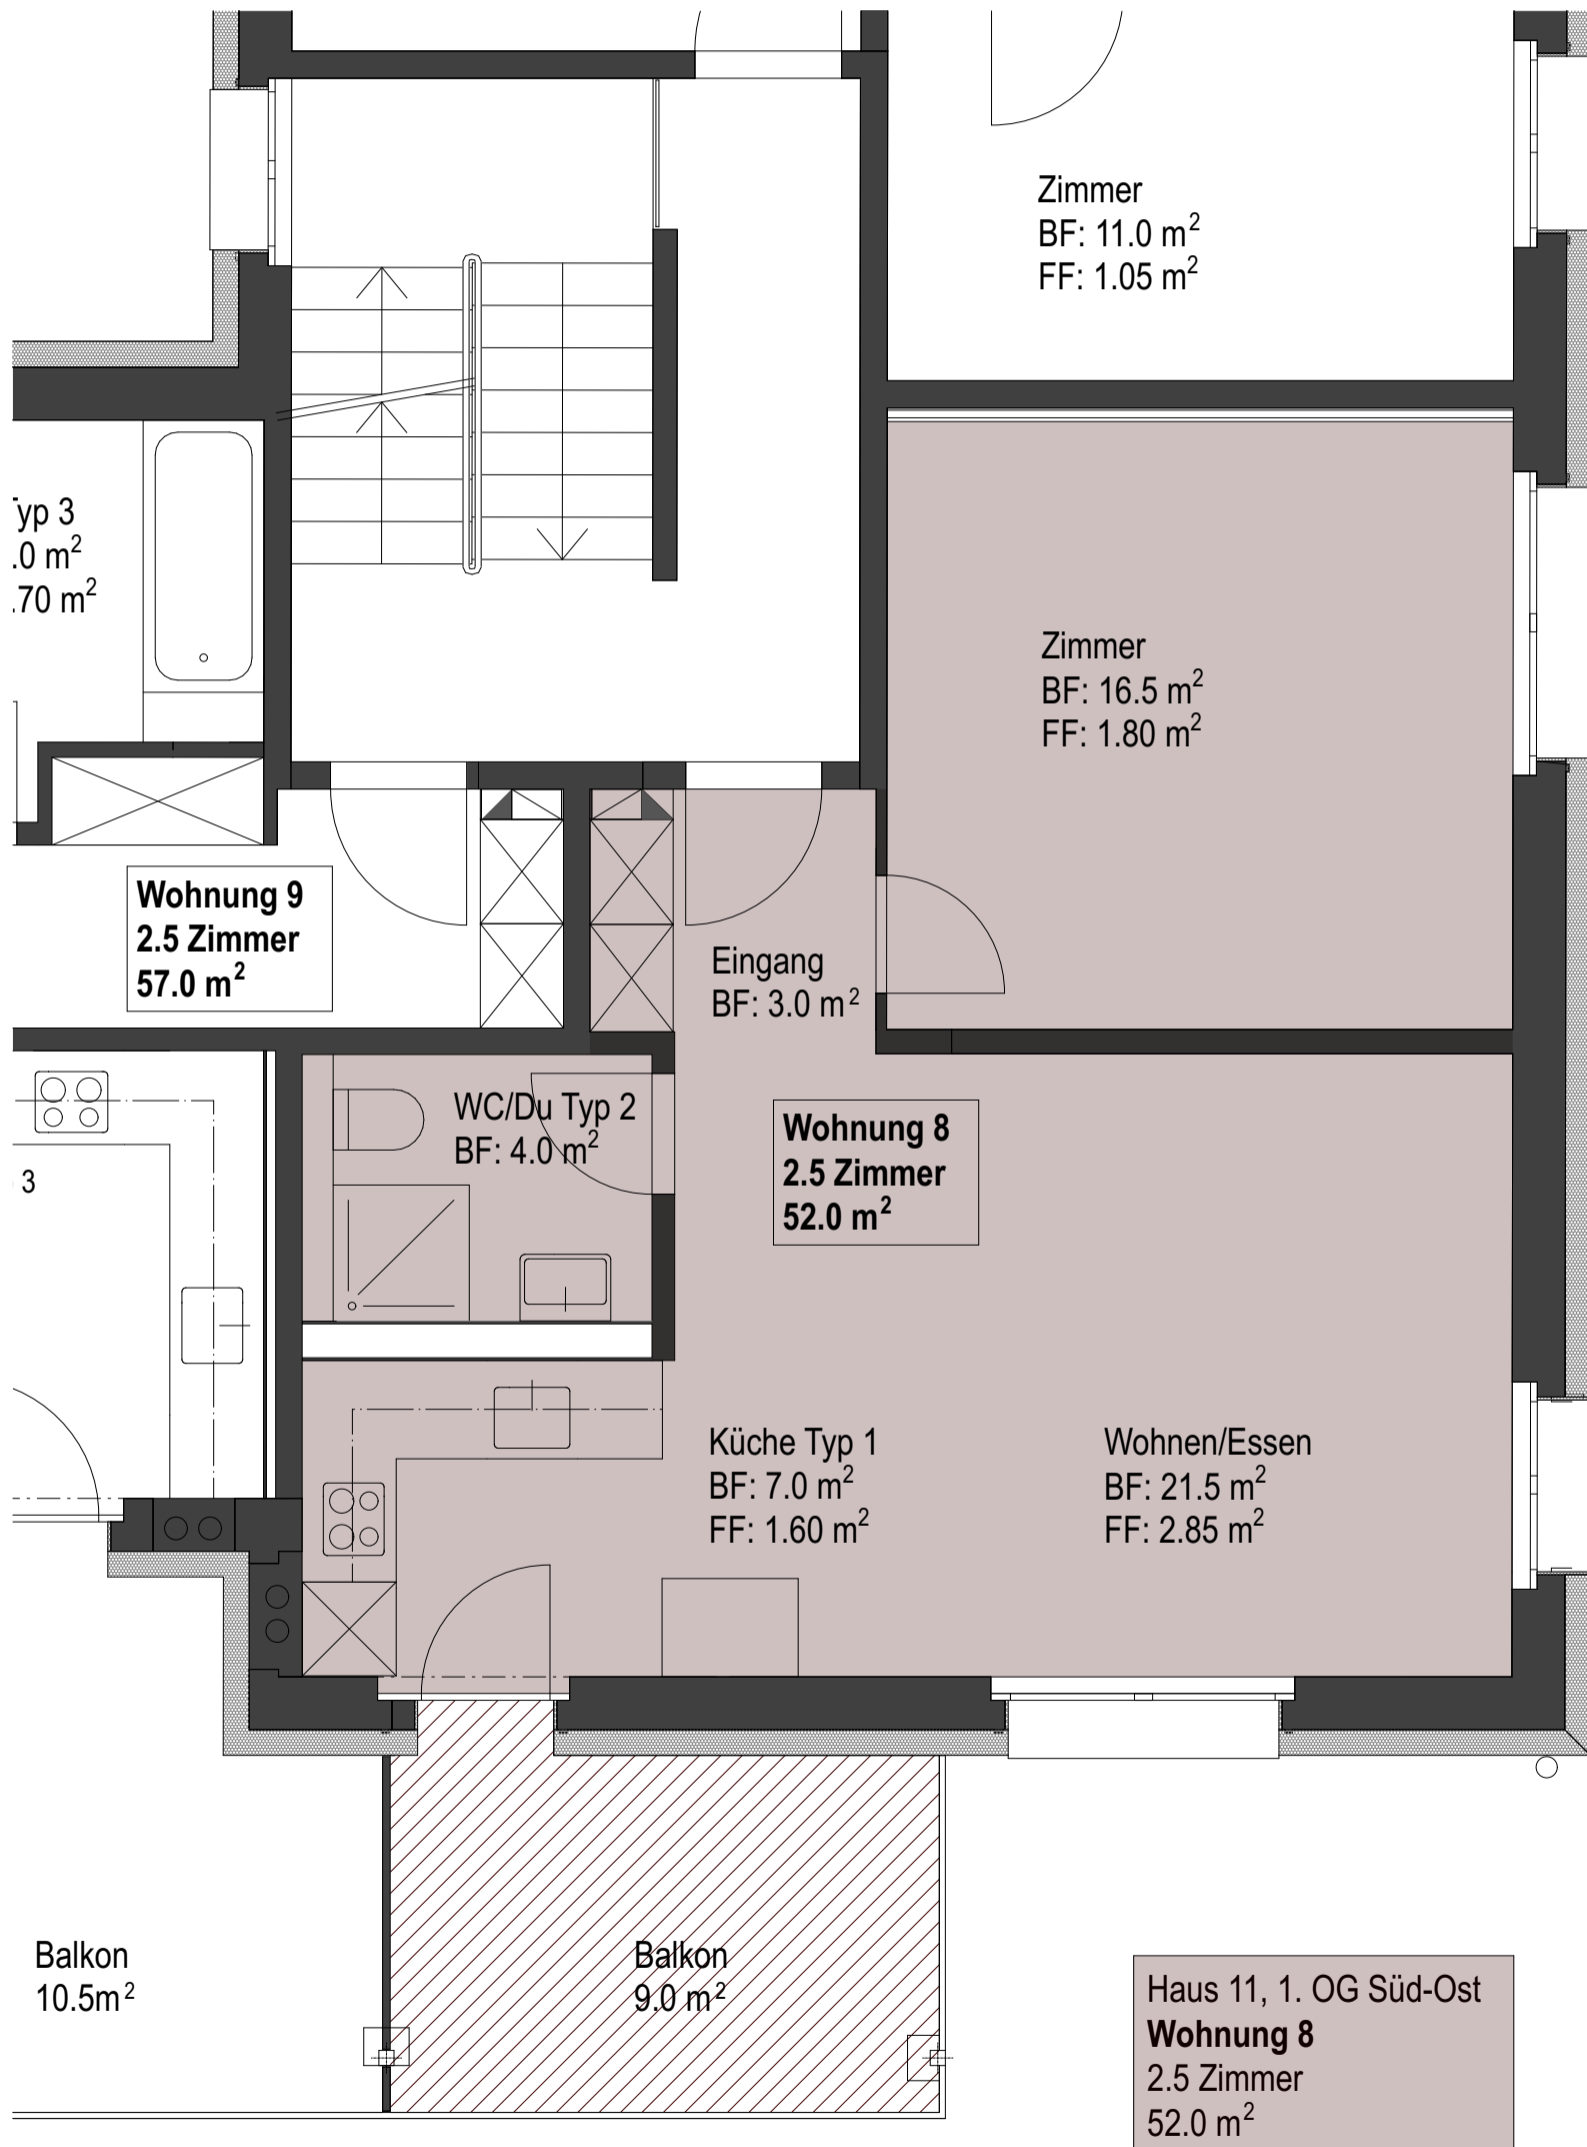 Zimmer
BF: 11.0 m²
FF: 1.05 m²
Typ 3
.0 m²
.70 m²
Zimmer
BF: 16.5 m²
FF: 1.80 m²
Wohnung 9
2.5 Zimmer
57.0 m²
Eingang
BF: 3.0 m²
WC/Du Typ 2
BF: 4.0 m²
Wohnung 8
2.5 Zimmer
52.0 m²
3
Küche Typ 1
BF: 7.0 m²
FF: 1.60 m²
Wohnen/Essen
BF: 21.5 m²
FF: 2.85 m²
Balkon
10.5m²
Balkon
9.0 m²
Haus 11, 1. OG Süd-Ost
Wohnung 8
2.5 Zimmer
52.0 m²